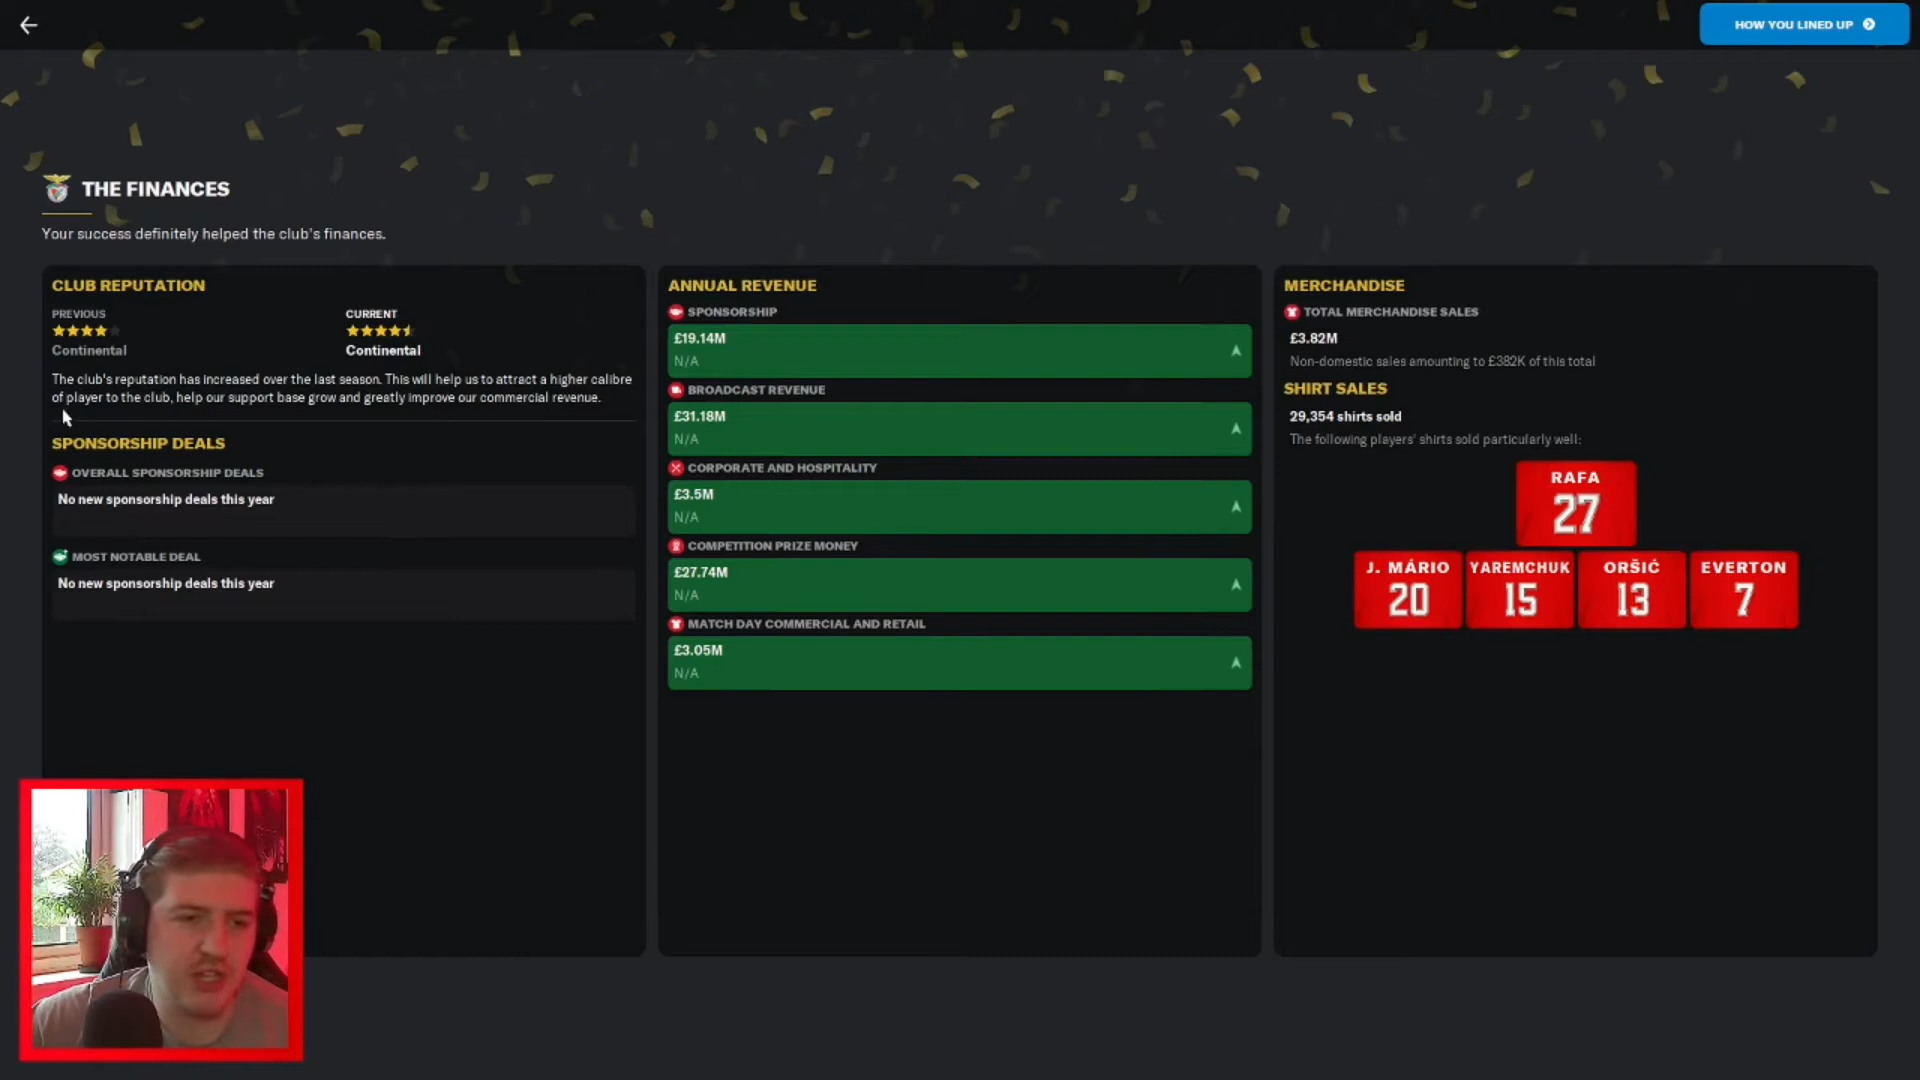 HOW YOU LINED UP
THE FINANCES
Your success definitely helped the club's finances.
CLUB REPUTATION
PREVIOUS
CURRENT
Continental
Continental
The club's reputation has increased over the last season. This will help us to attract a higher calibre
of player to the club, help our support base grow and greatly improve our commercial revenue.
SPONSORSHIP DEALS
OVERALL SPONSORSHIP DEALS
No new sponsorship deals this year
MOST NOTABLE DEAL
No new sponsorship deals this year
ANNUAL REVENUE
SPONSORSHIP
£19.14M
N/A
BROADCAST REVENUE
£31.18M
N/A
CORPORATE AND HOSPITALITY
£3.5M
N/A
COMPETITION PRIZE MONEY
£27.74M
N/A
MATCH DAY COMMERCIAL AND RETAIL
£3.05M
N/A
MERCHANDISE
TOTAL MERCHANDISE SALES
£3.82M
Non-domestic sales amounting to £382K of this total
SHIRT SALES
29,354 shirts sold
The following players' shirts sold particularly well:
RAFA
27
J. MÁRIO
20
YAREMCHUK
15
ORŠIĆ
13
EVERTON
7